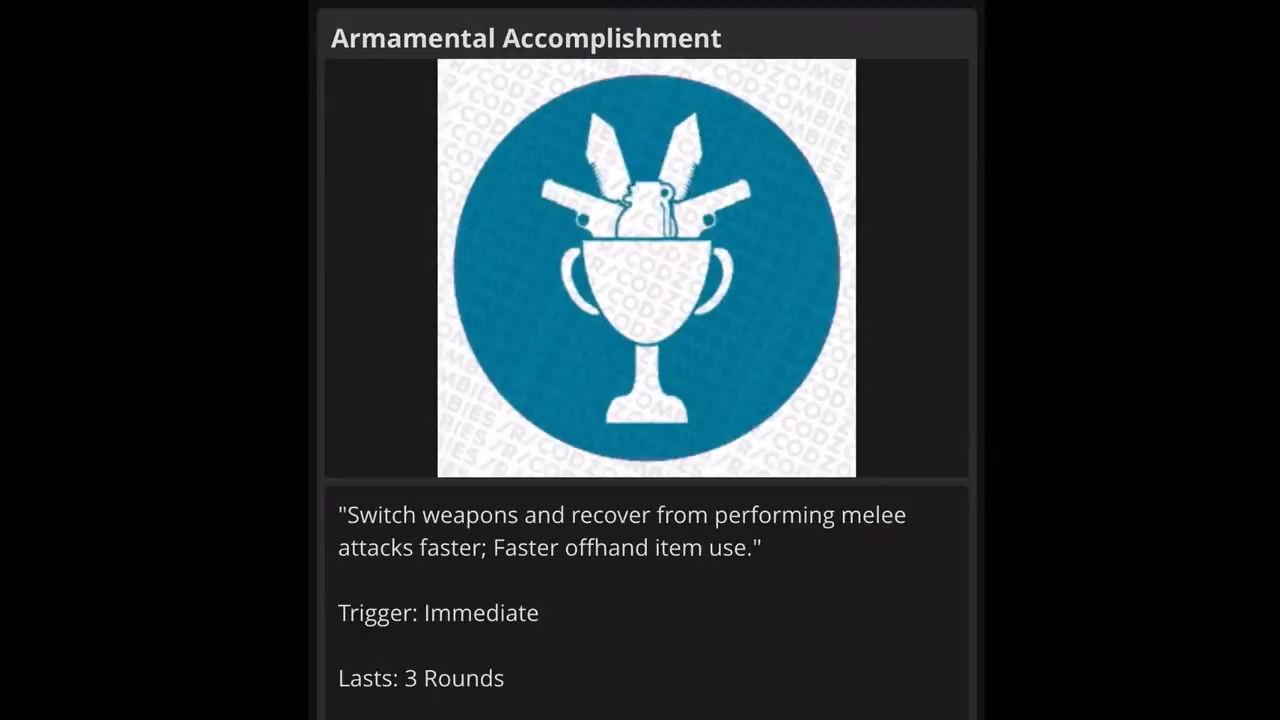 Armamental Accomplishment
R/CODZOMBIES
"Switch weapons and recover from performing melee
attacks faster; Faster offhand item use."
Trigger: Immediate
Lasts: 3 Rounds